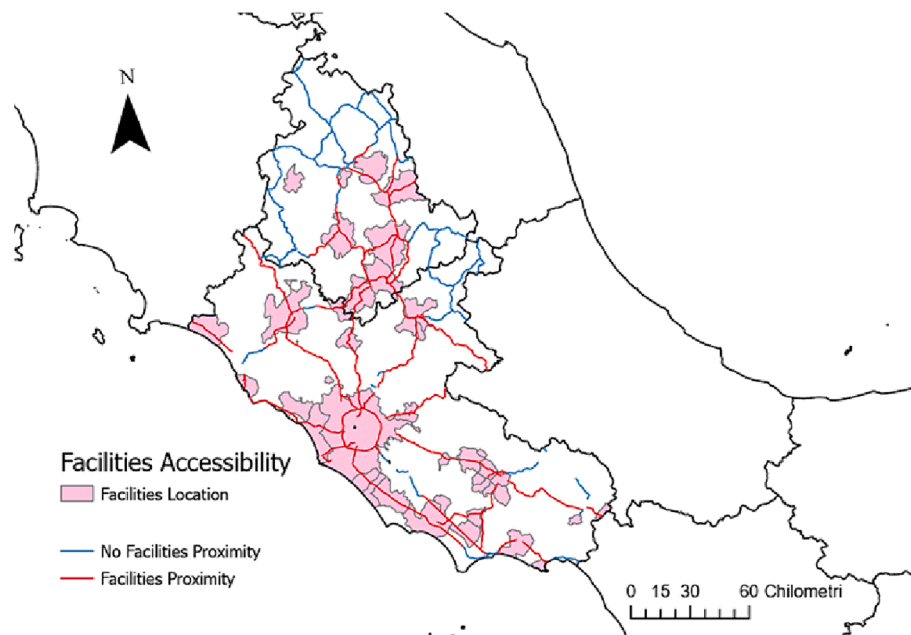 N
Facilities Accessibility
Facilities Location
No Facilities Proximity
Facilities Proximity
0 15 30 60 Chilometri